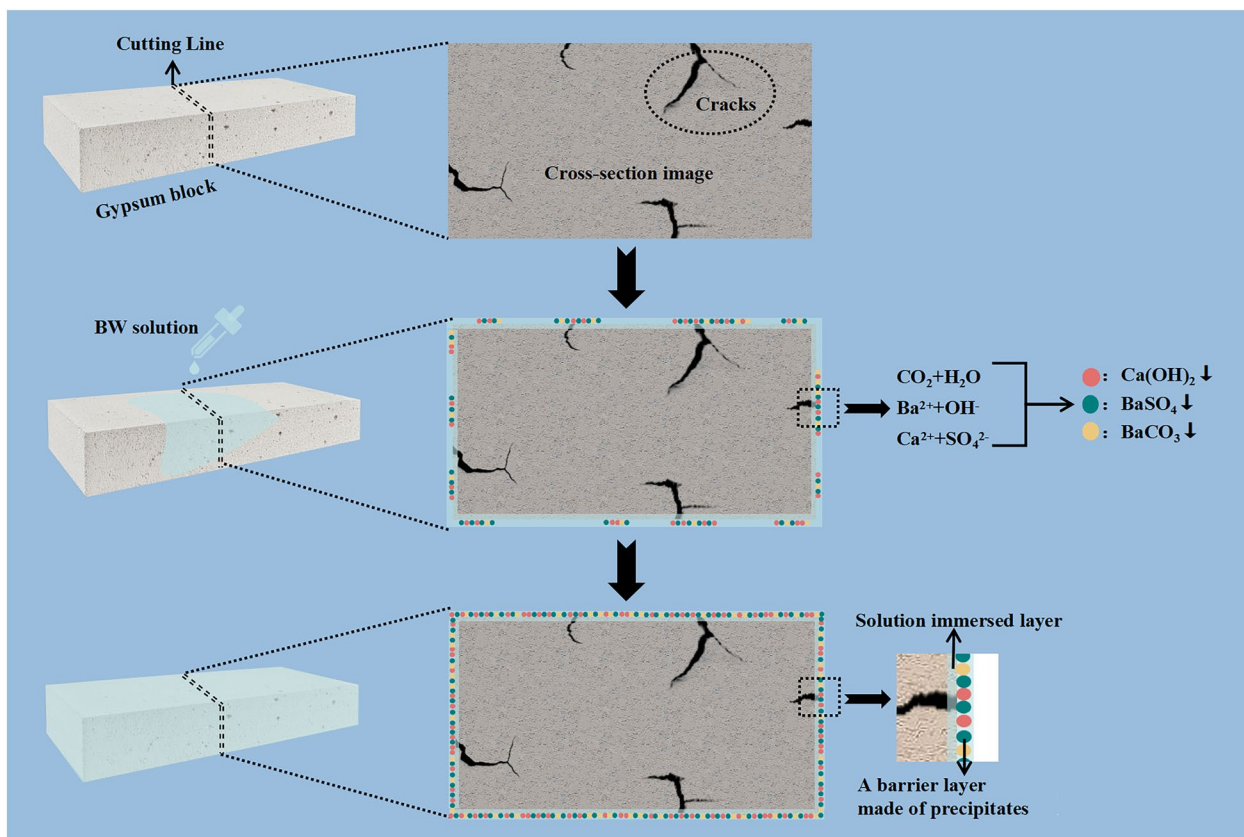 Cutting Line
Gypsum block
Cracks
Cross-section image
BW solution
CO₂+H₂O
Ba²⁺+OH⁻
Ca²⁺+SO₄²⁻
: Ca(OH)₂↓
: BaSO₄↓
: BaCO₃↓
Solution immersed layer
A barrier layer
made of precipitates